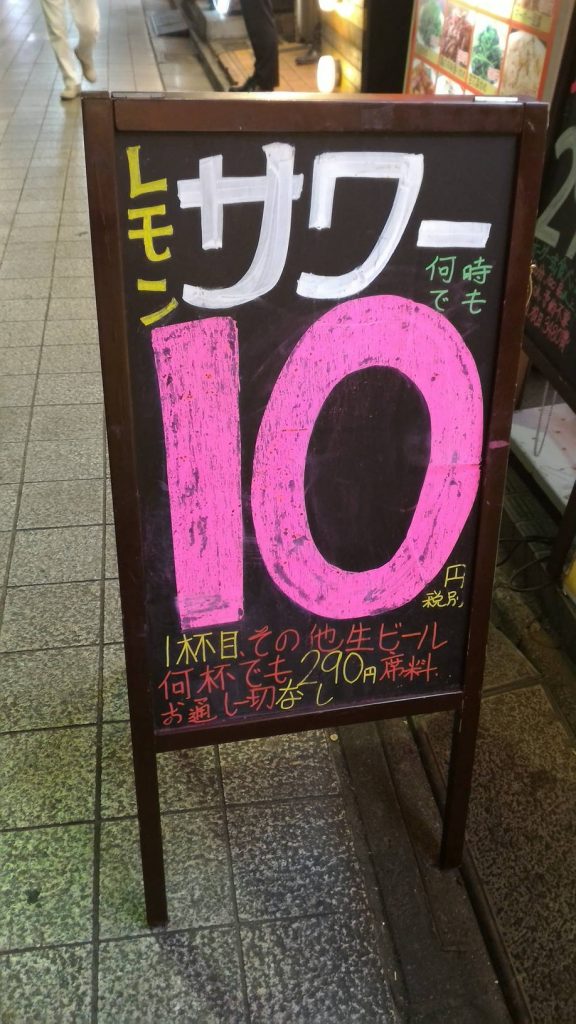 レモン
サワー
何時
でも
10
円
税別
1杯目、その他生ビール
何杯でも290円席料
お通し一切なし